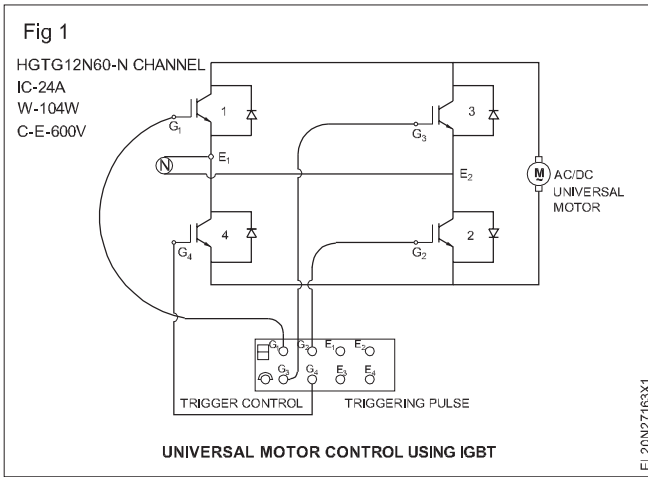 Fig 1
HGTG12N60-N CHANNEL
IC-24A
W-104W
C-E-600V
G1
1
G3
3
N
E1
E2
M
~
AC/DC
UNIVERSAL
MOTOR
G4
4
G2
2
G1 G2 E1 E2
G3 G4 E3 E4
TRIGGER CONTROL TRIGGERING PULSE
UNIVERSAL MOTOR CONTROL USING IGBT
EL20N27163X1